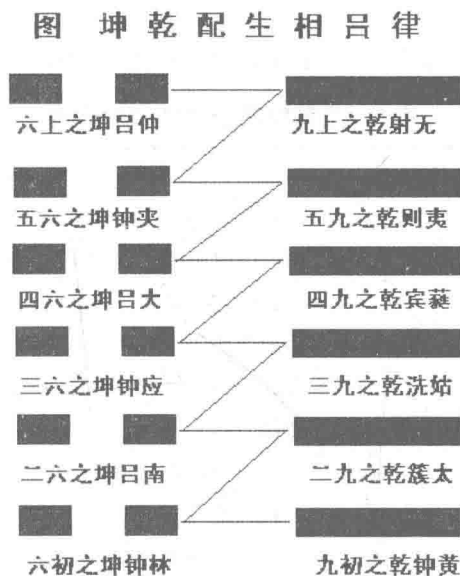 律吕相生配乾坤图
无射乾之上九
仲吕坤之上六
夷则乾之九五
夹钟坤之六五
蕤宾乾之九四
大吕坤之六四
姑洗乾之九三
应钟坤之六三
太簇乾之九二
南吕坤之六二
黄钟乾之初九
林钟坤之初六